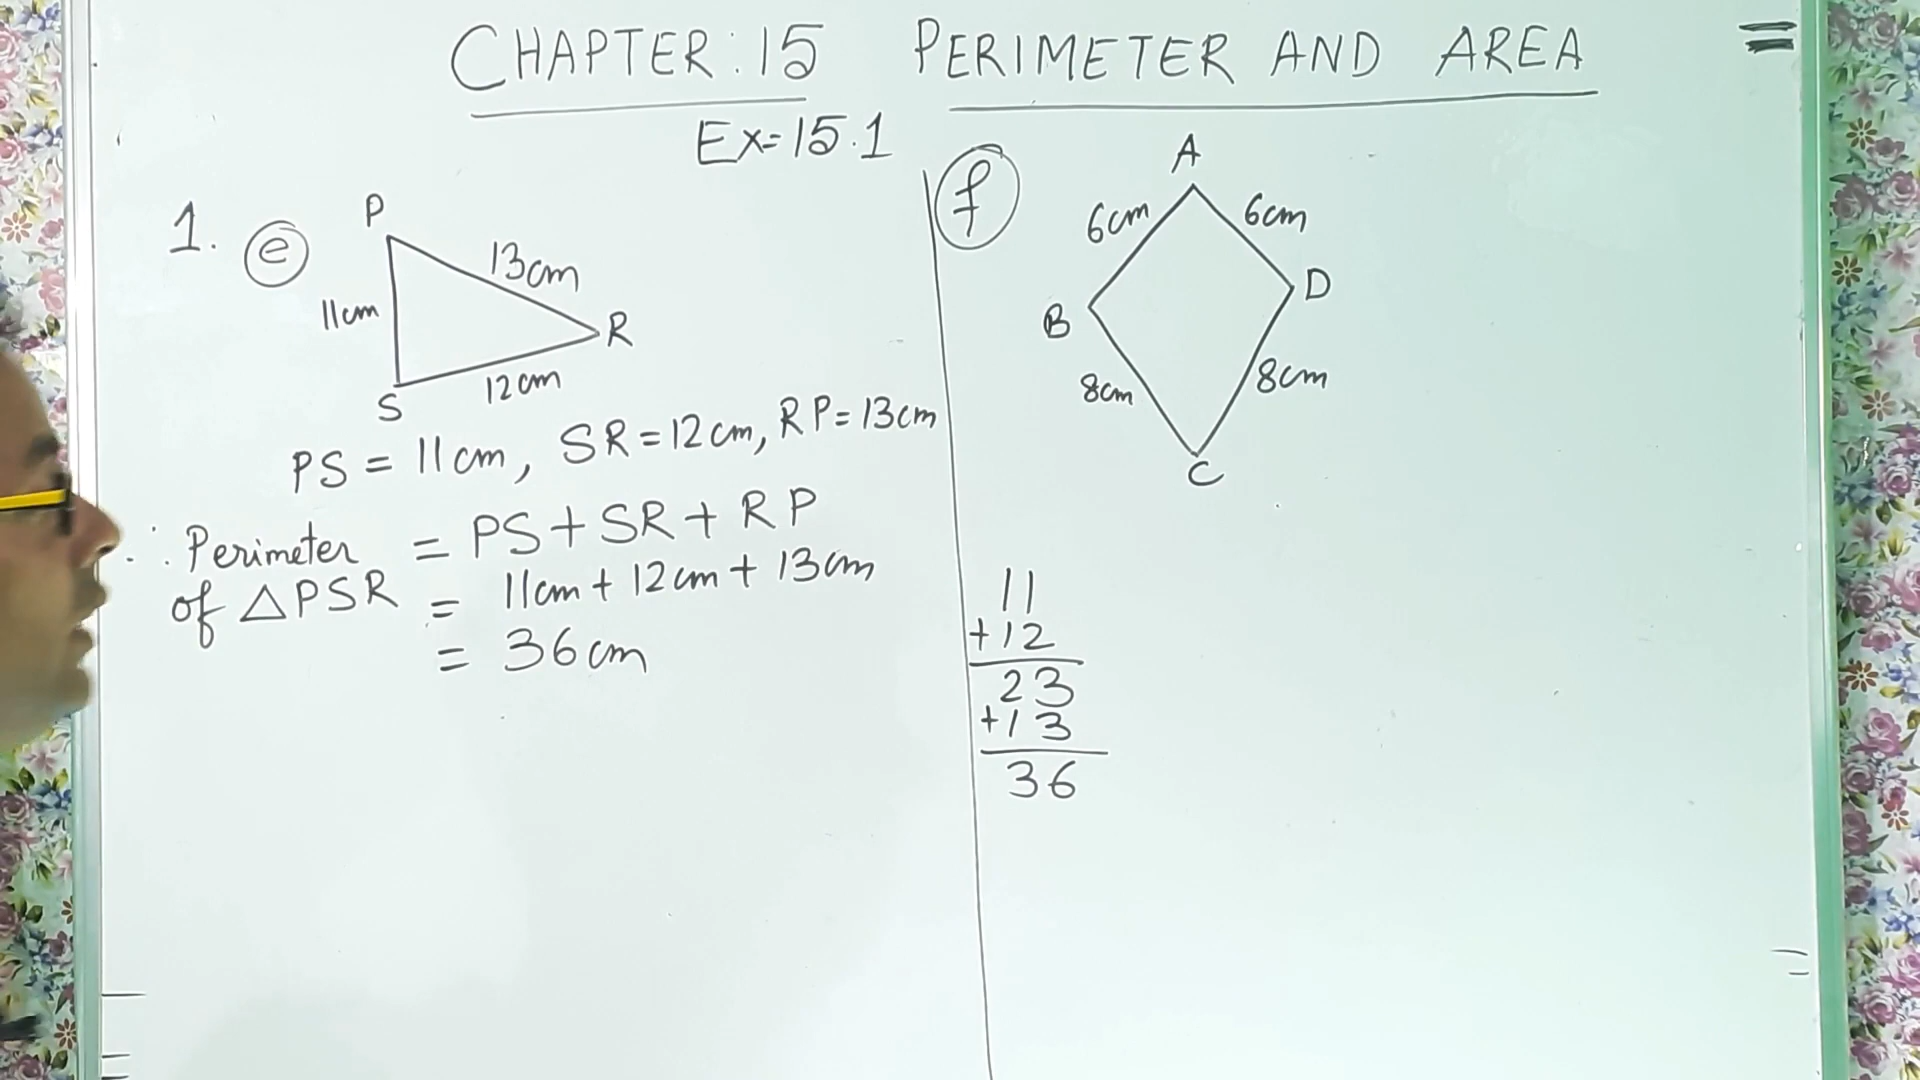 CHAPTER:15 PERIMETER AND AREA
Ex=15.1
1. e
P
13cm
11cm
R
12cm
S
PS = 11cm, SR=12cm, RP=13cm
∴ Perimeter = PS+SR+RP
of △PSR = 11cm+12cm+13cm
= 36cm
f
A
6cm 6cm
D
B
8cm 8cm
C
11
+12
23
+13
36